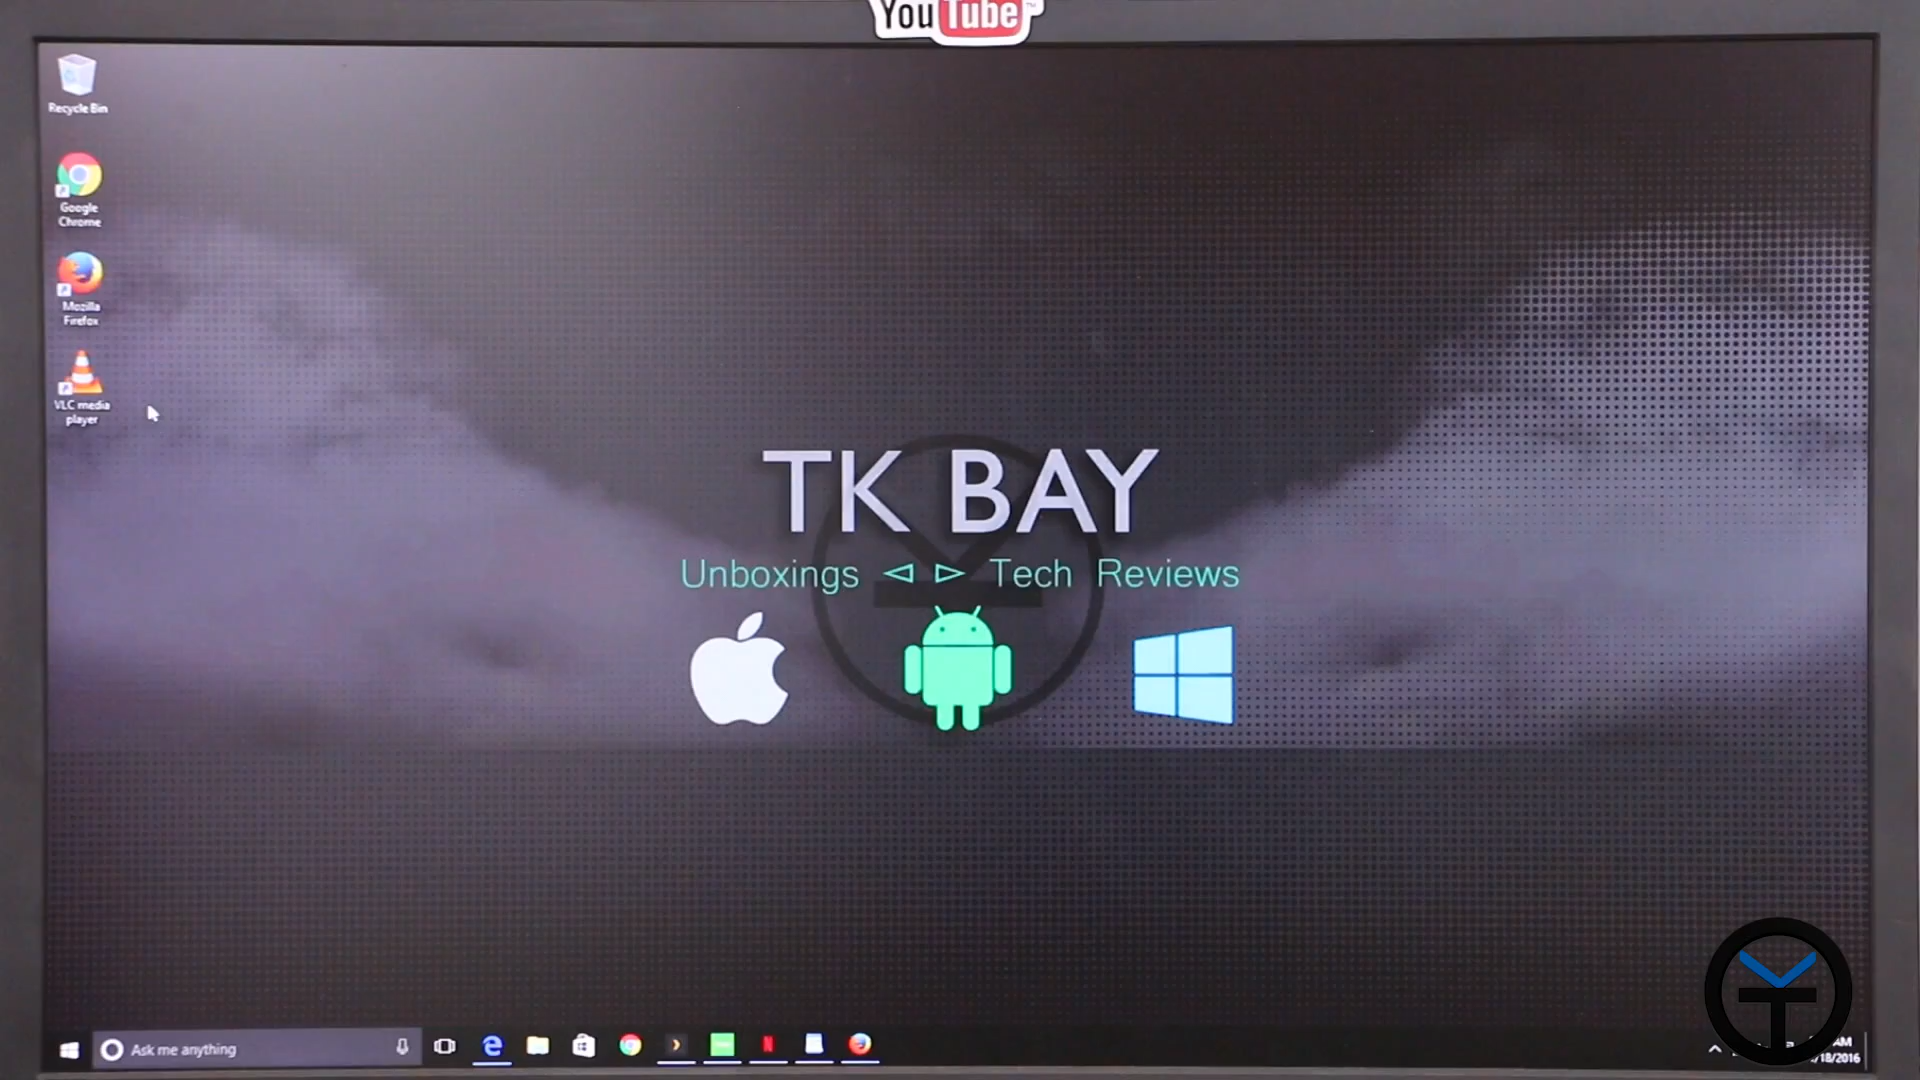 YouTube
Recycle Bin
Google
Chrome
Mozilla
Firefox
VLC media
player
TK BAY
Unboxings ◅ ▻ Tech Reviews
Ask me anything
AM
/18/2016